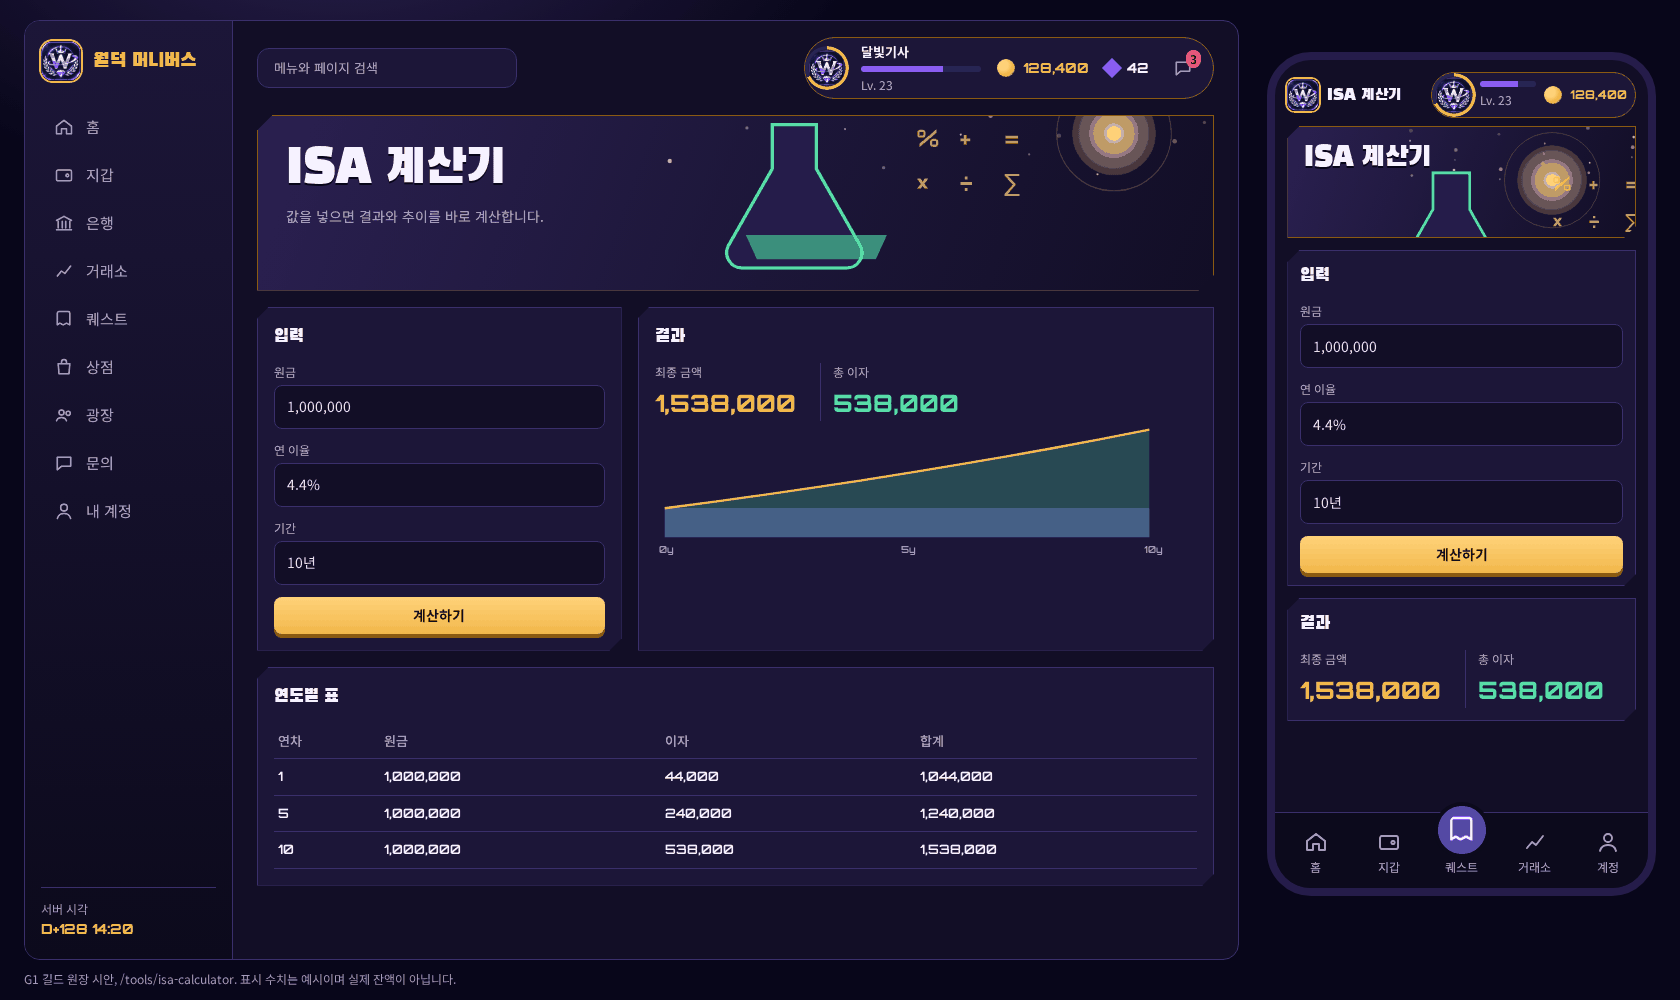 원덕 머니버스
홈
지갑
은행
거래소
퀘스트
상점
광장
문의
내 계정
서버 시각
D+128 14:20
메뉴와 페이지 검색
달빛기사
Lv. 23
128,400
42
3
ISA 계산기
값을 넣으면 결과와 추이를 바로 계산합니다.
% + =
x ÷ ∑
입력
원금
1,000,000
연 이율
4.4%
기간
10년
계산하기
결과
최종 금액 총 이자
1,538,000 538,000
0y 5y 10y
연도별 표
연차 원금 이자 합계
1 1,000,000 44,000 1,044,000
5 1,000,000 240,000 1,240,000
10 1,000,000 538,000 1,538,000
G1 길드 원장 시안, /tools/isa-calculator. 표시 수치는 예시이며 실제 잔액이 아닙니다.
W
ISA 계산기
Lv. 23
128,400
ISA 계산기
% + =
x ÷ ∑
입력
원금
1,000,000
연 이율
4.4%
기간
10년
계산하기
결과
최종 금액 총 이자
1,538,000 538,000
홈 지갑 퀘스트 거래소 계정